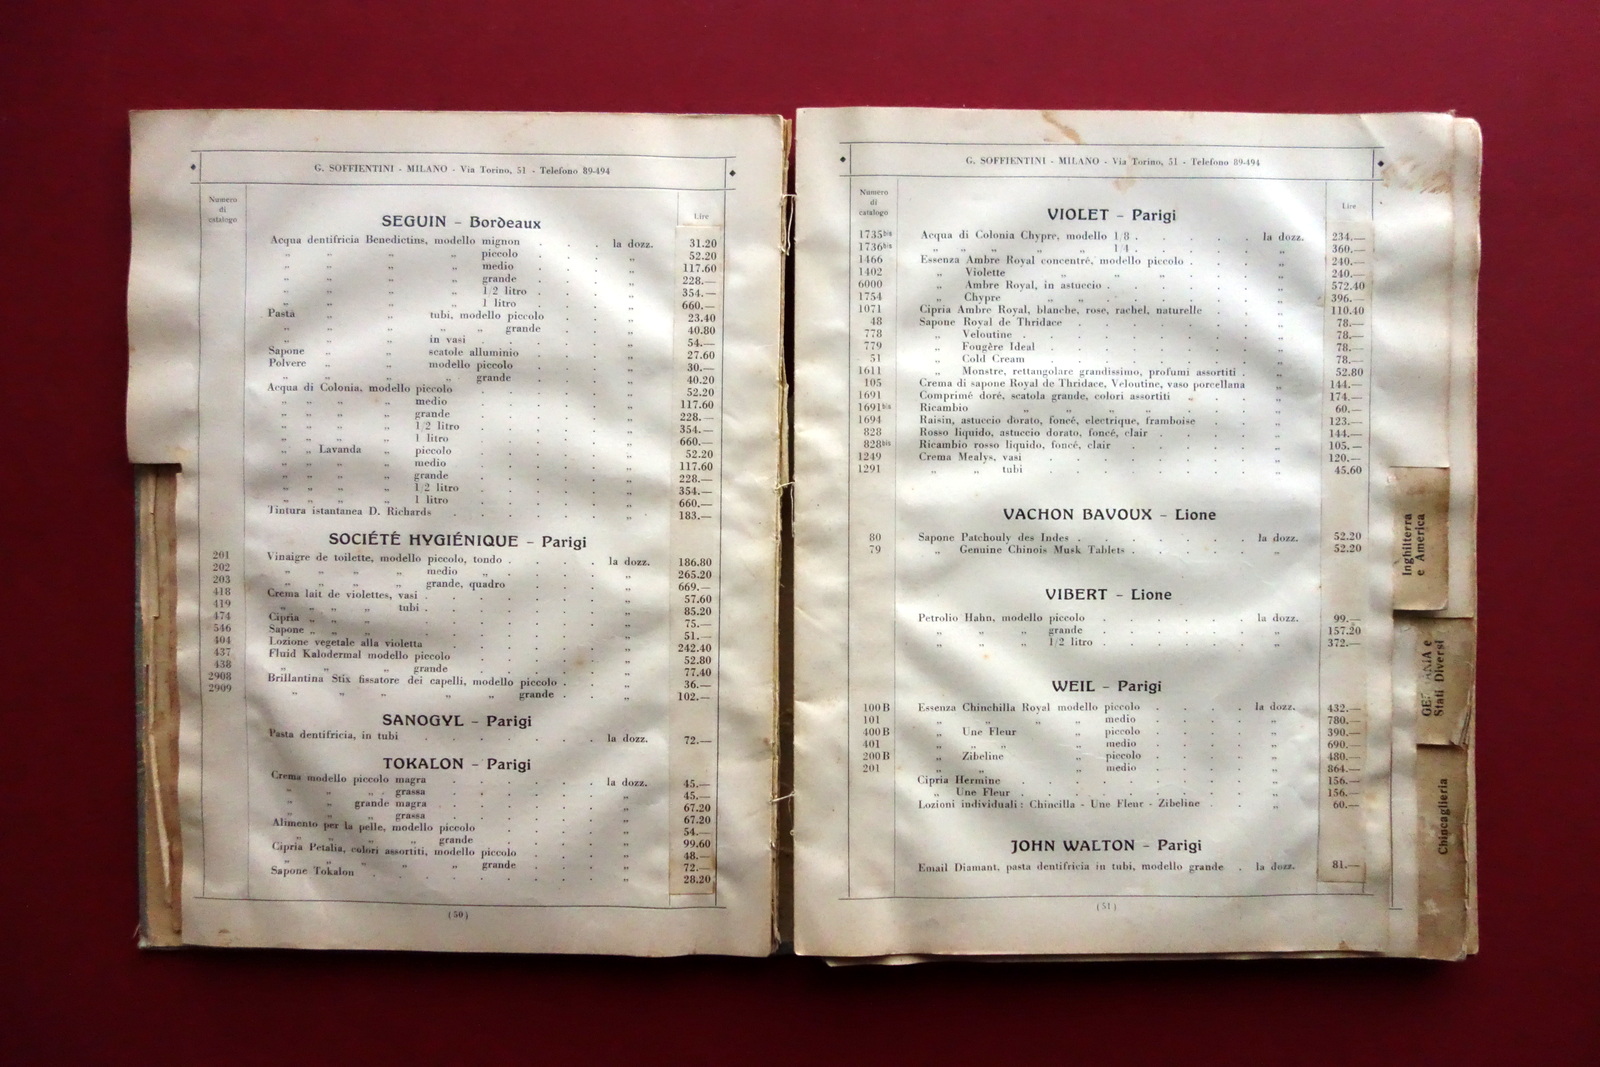 G. SOFFIENTINI - MILANO - Via Torino, 51 - Telefono 89-494
Numero di catalogo
Lire
SEGUIN – Bordeaux
Acqua dentifricia Benedictins, modello mignon . . . la dozz. 31.20
„ „ „ „ piccolo . . . „ 52.20
„ „ „ „ medio . . . „ 117.60
„ „ „ „ grande . . . „ 228.—
„ „ „ „ 1/2 litro . . . „ 354.—
„ „ „ „ 1 litro . . . „ 660.—
Pasta „ „ tubi, modello piccolo . . . „ 23.40
„ „ „ „ „ grande . . „ 40.80
„ „ „ in vasi . . . . „ 54.—
Sapone „ „ scatole alluminio . . . „ 27.60
Polvere „ „ modello piccolo . . . „ 30.—
„ „ „ „ grande . . . „ 40.20
Acqua di Colonia, modello piccolo . . . . „ 52.20
„ „ „ „ medio . . . . „ 117.60
„ „ „ „ grande . . . . „ 228.—
„ „ „ „ 1/2 litro . . . . „ 354.—
„ „ „ „ 1 litro . . . . „ 660.—
„ „ Lavanda „ piccolo . . . . „ 52.20
„ „ „ „ medio . . . . „ 117.60
„ „ „ „ grande . . . . „ 228.—
„ „ „ „ 1/2 litro . . . . „ 354.—
„ „ „ „ 1 litro . . . . „ 660.—
Tintura istantanea D. Richards . . . . „ 183.—
SOCIÉTÉ HYGIÉNIQUE – Parigi
201 Vinaigre de toilette, modello piccolo, tondo . . . . la dozz. 186.80
202 „ „ „ „ medio „ . . . . „ 265.20
203 „ „ „ „ grande, quadro . . . „ 669.—
418 Crema lait de violettes, vasi . . . . . „ 57.60
419 „ „ „ „ tubi . . . . . „ 85.20
474 Cipria „ „ „ . . . . . „ 75.—
546 Sapone „ „ „ . . . . . „ 51.—
404 Lozione vegetale alla violetta . . . . „ 242.40
437 Fluid Kalodermal modello piccolo . . . . „ 52.80
438 „ „ „ grande . . . . „ 77.40
2908 Brillantina Stix fissatore dei capelli, modello piccolo . . „ 36.—
2909 „ „ „ „ „ grande . . „ 102.—
SANOGYL – Parigi
Pasta dentifricia, in tubi . . . . . la dozz. 72.—
TOKALON – Parigi
Crema modello piccolo magra . . . . la dozz. 45.—
„ „ „ grassa . . . . „ 45.—
„ „ grande magra . . . . „ 67.20
„ „ „ grassa . . . . „ 67.20
Alimento per la pelle, modello piccolo . . . „ 54.—
„ „ „ „ „ grande . . . „ 99.60
Cipria Petalia, colori assortiti, modello piccolo . . „ 48.—
„ „ „ „ „ grande . . „ 72.—
Sapone Tokalon . . . . . . „ 28.20
(50)
G. SOFFIENTINI - MILANO - Via Torino, 51 - Telefono 89-494
Numero di catalogo
Lire
VIOLET – Parigi
1735bis Acqua di Colonia Chypre, modello 1/8 . . . . . la dozz. 234.—
1736bis „ „ „ „ „ 1/4 . . . . . „ 360.—
1466 Essenza Ambre Royal concentré, modello piccolo . . . „ 240.—
1402 „ Violette „ „ „ . . . „ 240.—
6000 „ Ambre Royal, in astuccio . . . . . „ 572.40
1754 „ Chypre „ „ . . . . . „ 396.—
1071 Cipria Ambre Royal, blanche, rose, rachel, naturelle . . . „ 110.40
48 Sapone Royal de Thridace . . . . . . „ 78.—
778 „ Veloutine . . . . . . . „ 78.—
779 „ Fougère Ideal . . . . . . „ 78.—
51 „ Cold Cream . . . . . . „ 78.—
1611 „ Monstre, rettangolare grandissimo, profumi assortiti . „ 52.80
105 Crema di sapone Royal de Thridace, Veloutine, vaso porcellana „ 144.—
1691 Comprimé doré, scatola grande, colori assortiti . . . „ 174.—
1691bis Ricambio „ „ „ „ . . . „ 60.—
1694 Raisin, astuccio dorato, foncé, electrique, framboise . . „ 123.—
828 Rosso liquido, astuccio dorato, foncé, clair . . . . „ 144.—
828bis Ricambio rosso liquido, foncé, clair . . . . . „ 105.—
1249 Crema Mealys, vasi . . . . . . . „ 120.—
1291 „ „ tubi . . . . . . . „ 45.60
VACHON BAVOUX – Lione
80 Sapone Patchouly des Indes . . . . . . la dozz. 52.20
79 „ Genuine Chinois Musk Tablets . . . . . „ 52.20
VIBERT – Lione
Petrolio Hahn, modello piccolo . . . . . la dozz. 99.—
„ „ „ grande . . . . . „ 157.20
„ „ „ 1/2 litro . . . . . „ 372.—
WEIL – Parigi
100 B Essenza Chinchilla Royal modello piccolo . . . . la dozz. 432.—
101 „ „ „ „ medio . . . . „ 780.—
400 B „ Une Fleur „ piccolo . . . . „ 390.—
401 „ „ „ „ medio . . . . „ 690.—
200 B „ Zibeline „ piccolo . . . . „ 480.—
201 „ „ „ medio . . . . „ 864.—
Cipria Hermine . . . . . . . „ 156.—
„ Une Fleur . . . . . . . „ 156.—
Lozioni individuali : Chincilla - Une Fleur - Zibeline . . „ 60.—
JOHN WALTON – Parigi
Email Diamant, pasta dentifricia in tubi, modello grande . la dozz. 81.—
(51)
Inghilterra
e America
Stati Diversi
Chincaglieria